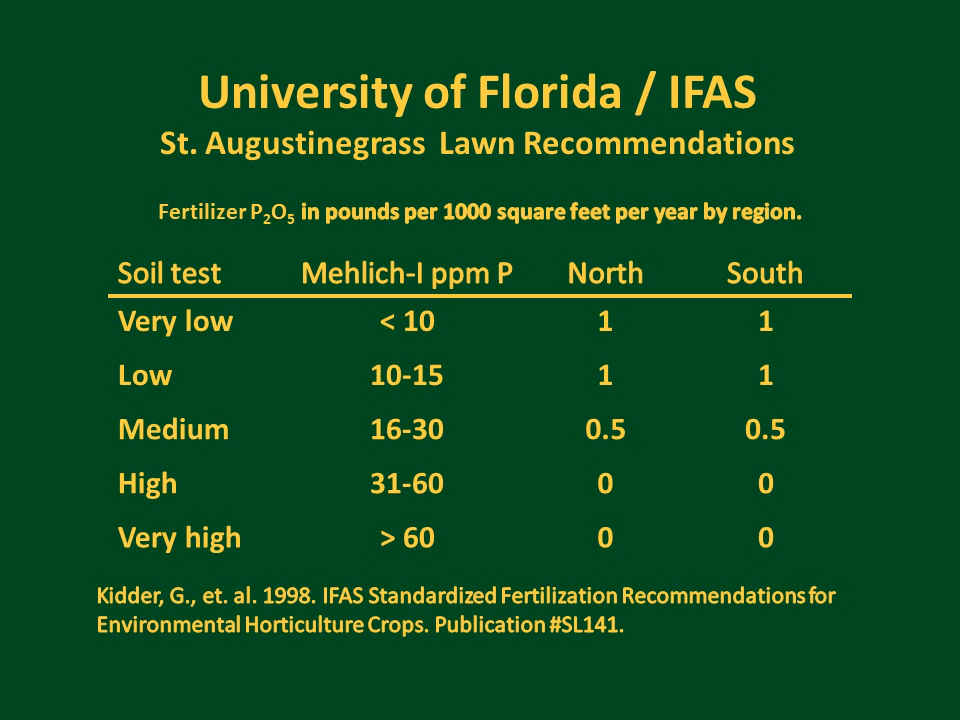 University of Florida / IFAS
St. Augustinegrass Lawn Recommendations
Fertilizer P₂O₅ in pounds per 1000 square feet per year by region.
Soil test Mehlich-I ppm P North South
Very low < 10 1 1
Low 10-15 1 1
Medium 16-30 0.5 0.5
High 31-60 0 0
Very high > 60 0 0
Kidder, G., et. al. 1998. IFAS Standardized Fertilization Recommendations for
Environmental Horticulture Crops. Publication #SL141.